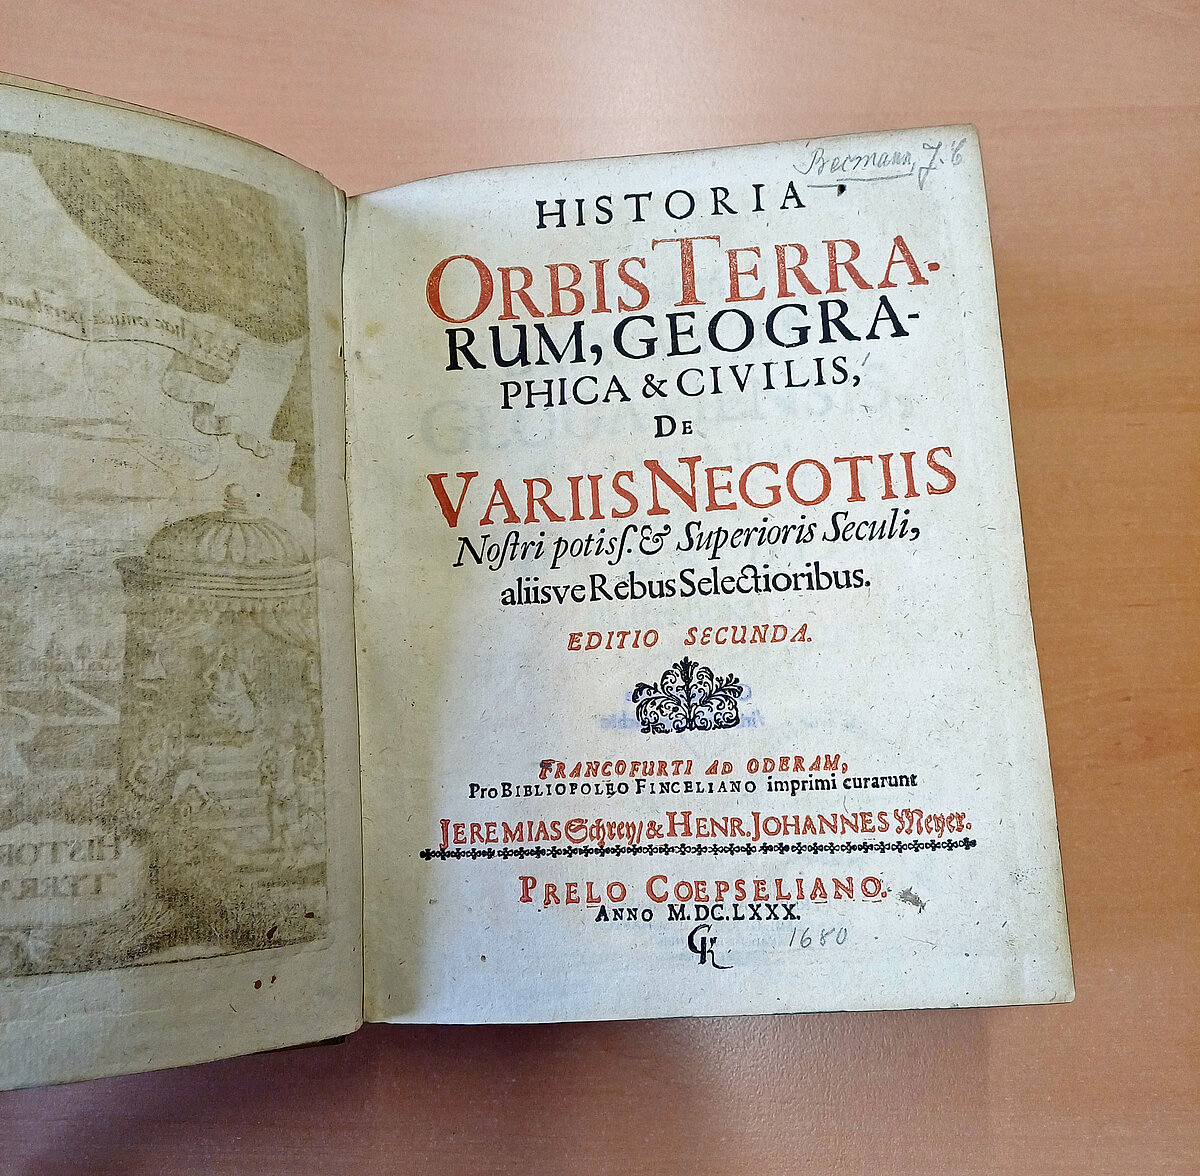 Becmann, J. C.
HISTORIA
ORBIS TERRA-
RUM, GEOGRA-
PHICA & CIVILIS,
DE
VARIIS NEGOTIIS
Noſtri potiſſ. & Superioris Seculi,
aliisve Rebus Selectioribus.
EDITIO SECUNDA.
FRANCOFURTI AD ODERAM,
Pro BIBLIOPOLEO FINCELIANO imprimi curarunt
JEREMIAS Schrey/ & HENR. JOHANNES Meyer.
PRELO COEPSELIANO.
ANNO M.DC.LXXX.
1680